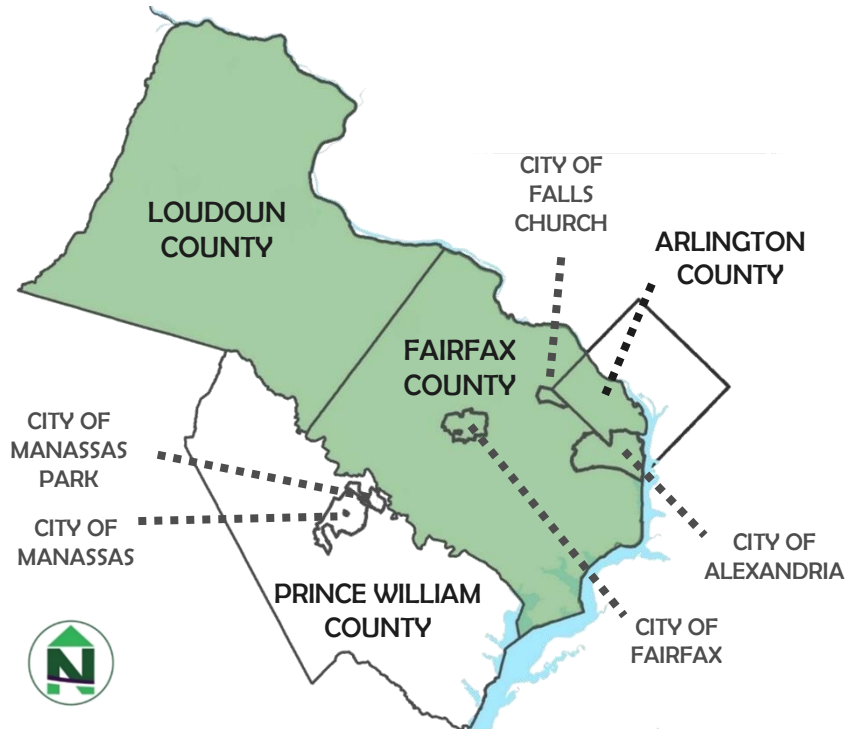 CITY OF
FALLS
CHURCH
LOUDOUN
COUNTY
ARLINGTON
COUNTY
FAIRFAX
COUNTY
CITY OF
MANASSAS
PARK
CITY OF
MANASSAS
CITY OF
ALEXANDRIA
PRINCE WILLIAM
COUNTY
CITY OF
FAIRFAX
N